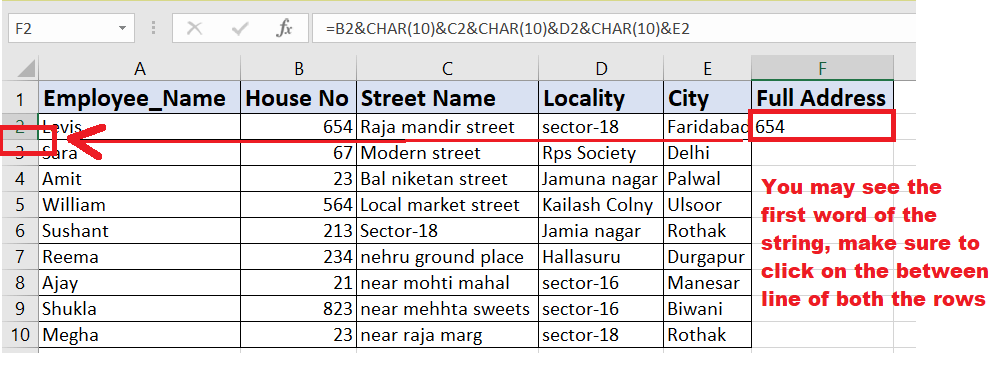 F2 fx =B2&CHAR(10)&C2&CHAR(10)&D2&CHAR(10)&E2
A B C D E F
1 Employee_Name House No Street Name Locality City Full Address
2 Levis 654 Raja mandir street sector-18 Faridabad 654
3 Sara 67 Modern street Rps Society Delhi
4 Amit 23 Bal niketan street Jamuna nagar Palwal
5 William 564 Local market street Kailash Colny Ulsoor
6 Sushant 213 Sector-18 Jamia nagar Rothak
7 Reema 234 nehru ground place Hallasuru Durgapur
8 Ajay 21 near mohti mahal sector-16 Manesar
9 Shukla 823 near mehhta sweets sector-16 Biwani
10 Megha 23 near raja marg sector-18 Rothak
You may see the
first word of the
string, make sure to
click on the between
line of both the rows